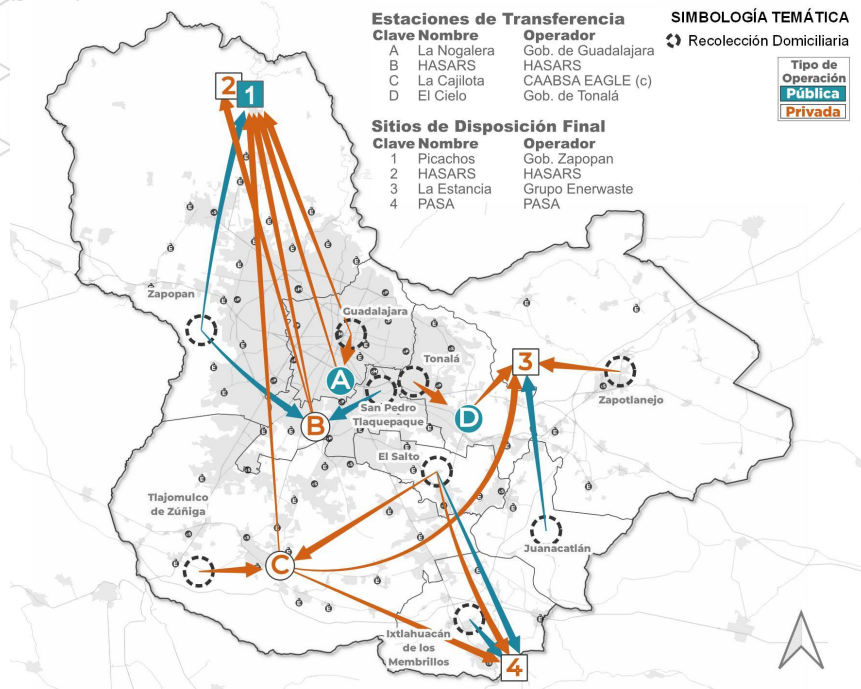 Estaciones de Transferencia
Clave Nombre Operador
A La Nogalera Gob. de Guadalajara
B HASARS HASARS
C La Cajilota CAABSA EAGLE (c)
D El Cielo Gob. de Tonalá
Sitios de Disposición Final
Clave Nombre Operador
1 Picachos Gob. Zapopan
2 HASARS HASARS
3 La Estancia Grupo Enerwaste
4 PASA PASA
SIMBOLOGÍA TEMÁTICA
Recolección Domiciliaria
Tipo de
Operación
Pública
Privada
2
1
Zapopan
Guadalajara
Tonalá
3
A
San Pedro
Tlaquepaque
D
Zapotlanejo
B
El Salto
Tlajomulco
de Zúñiga
Juanacatlán
C
Ixtlahuacán
de los
Membrillos
4